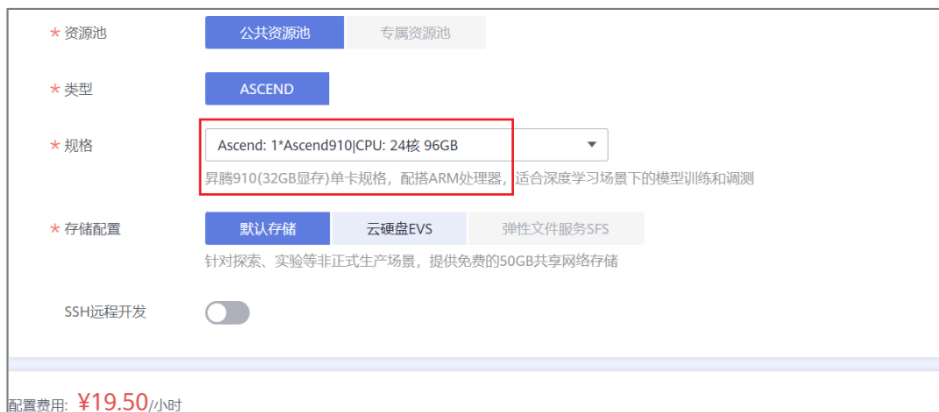 * 资源池 公共资源池 专属资源池
* 类型 ASCEND
* 规格 Ascend: 1*Ascend910|CPU: 24核 96GB
昇腾910(32GB显存)单卡规格，配搭ARM处理器，适合深度学习场景下的模型训练和调测
* 存储配置 默认存储 云硬盘EVS 弹性文件服务SFS
针对探索、实验等非正式生产场景，提供免费的50GB共享网络存储
SSH远程开发
配置费用: ¥19.50/小时